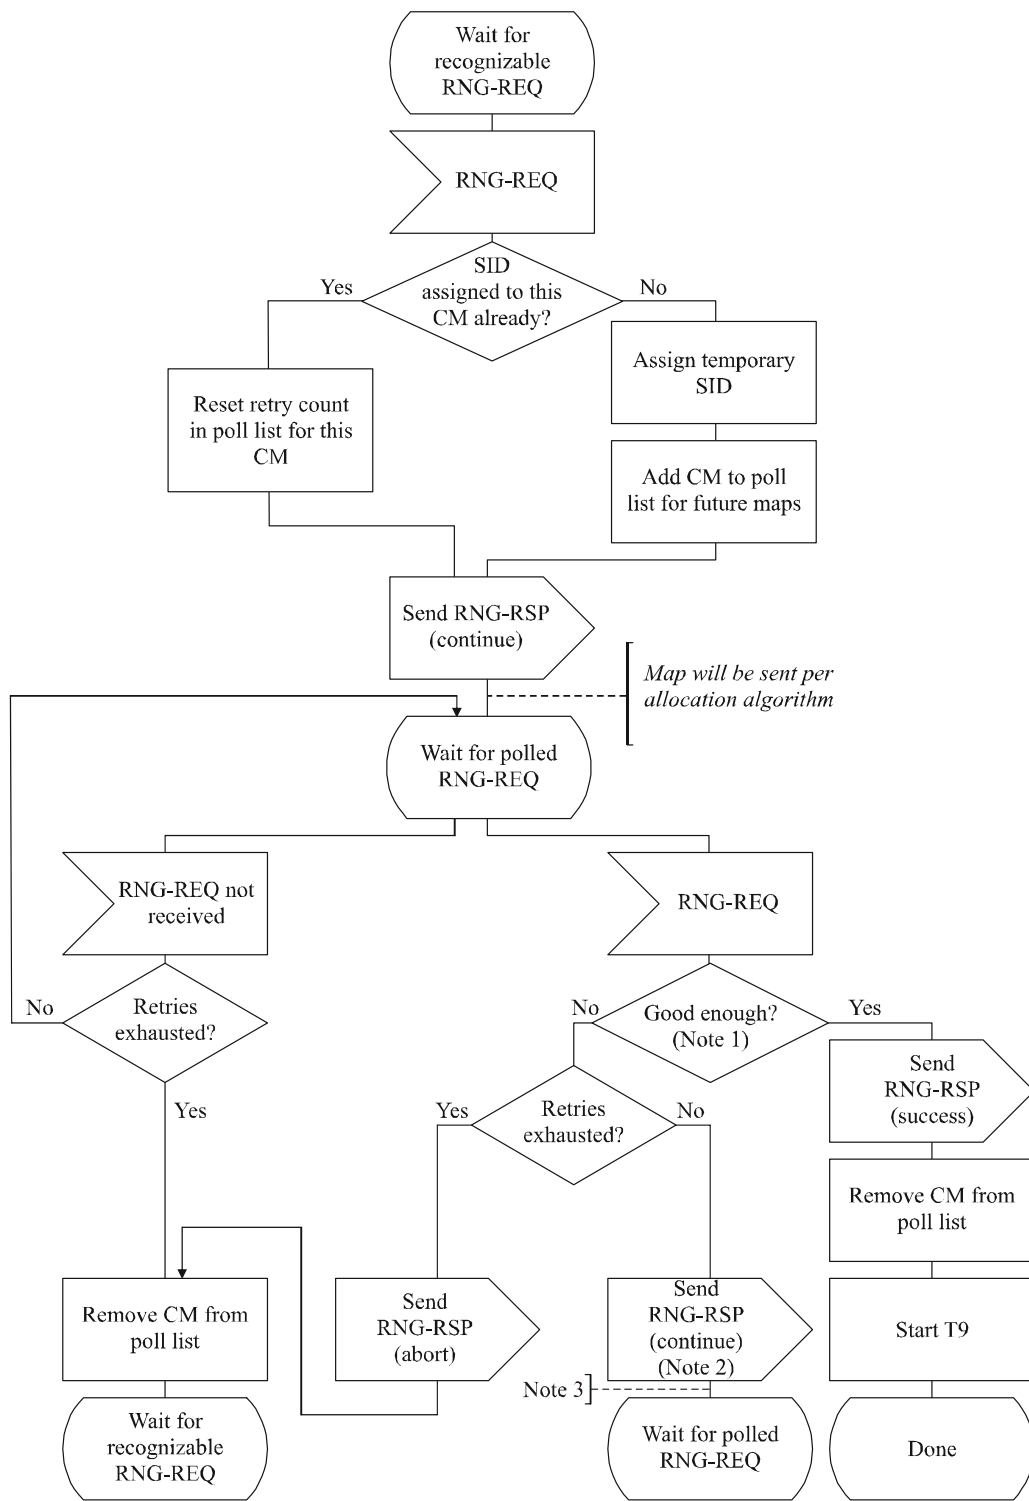 Wait for
recognizable
RNG-REQ
RNG-REQ
SID
assigned to this
CM already?
Yes
No
Assign temporary
SID
Reset retry count
in poll list for this
CM
Add CM to poll
list for future maps
Send RNG-RSP
(continue)
Map will be sent per
allocation algorithm
Wait for polled
RNG-REQ
RNG-REQ not
received
RNG-REQ
No
Retries
exhausted?
No
Good enough?
(Note 1)
Yes
Send
RNG-RSP
(success)
Yes
Yes
Retries
exhausted?
No
Remove CM from
poll list
Remove CM from
poll list
Send
RNG-RSP
(abort)
Send
RNG-RSP
(continue)
(Note 2)
Start T9
Note 3
Wait for
recognizable
RNG-REQ
Wait for polled
RNG-REQ
Done